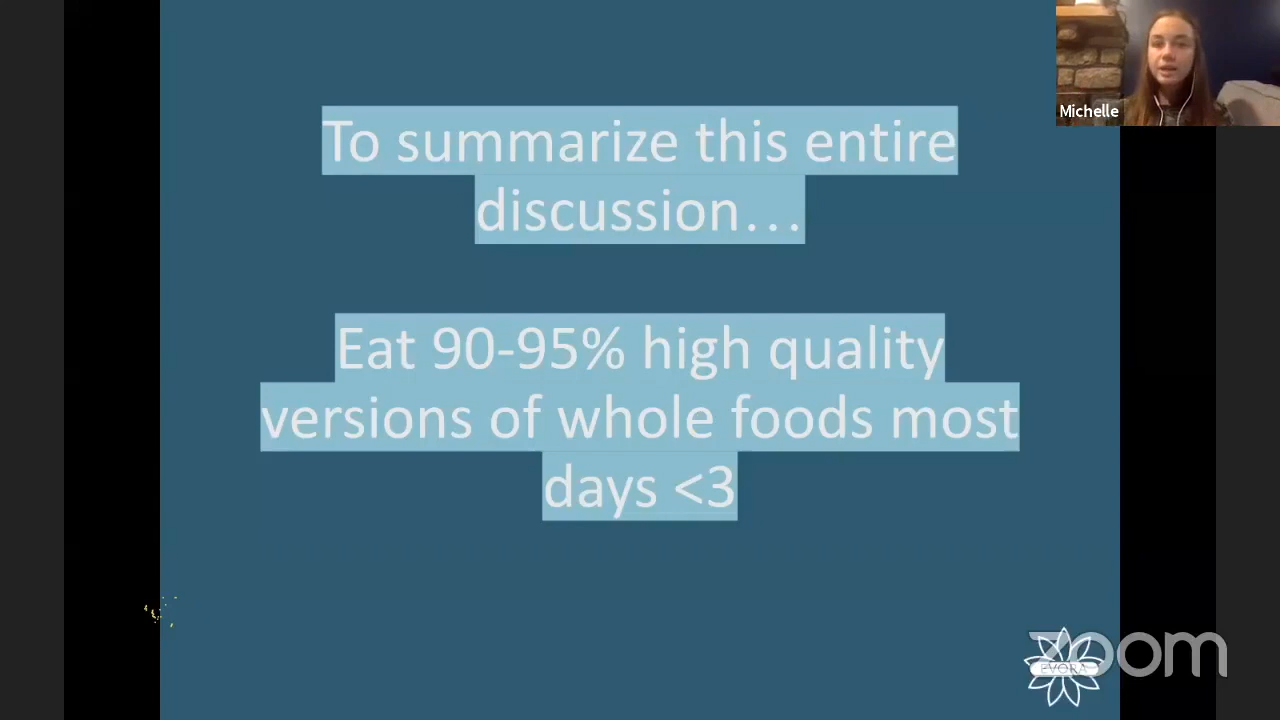 Michelle
To summarize this entire
discussion...
Eat 90-95% high quality
versions of whole foods most
days <3
EVORA
zoom